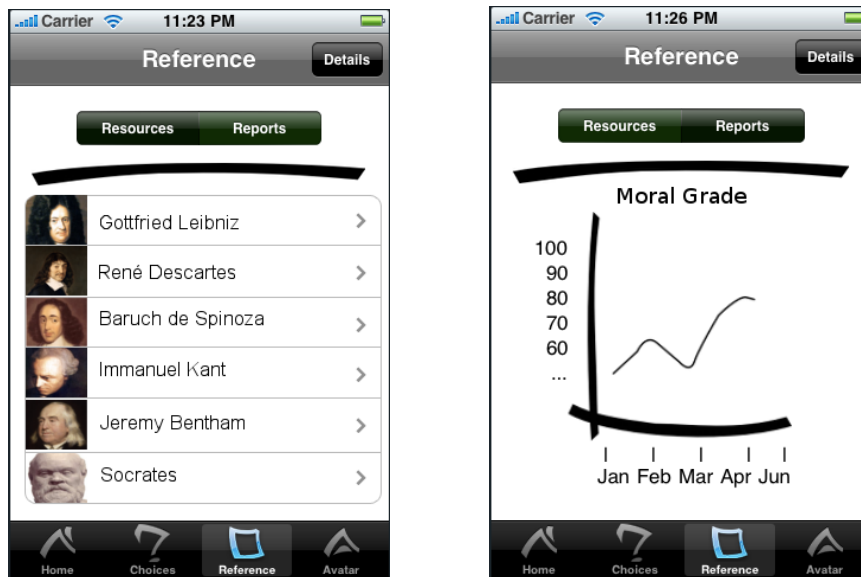 Carrier 11:23 PM
Reference Details
Resources Reports
Gottfried Leibniz
René Descartes
Baruch de Spinoza
Immanuel Kant
Jeremy Bentham
Socrates
Home Choices Reference Avatar
Carrier 11:26 PM
Reference Details
Resources Reports
Moral Grade
100
90
80
70
60
...
Jan Feb Mar Apr Jun
Home Choices Reference Avatar